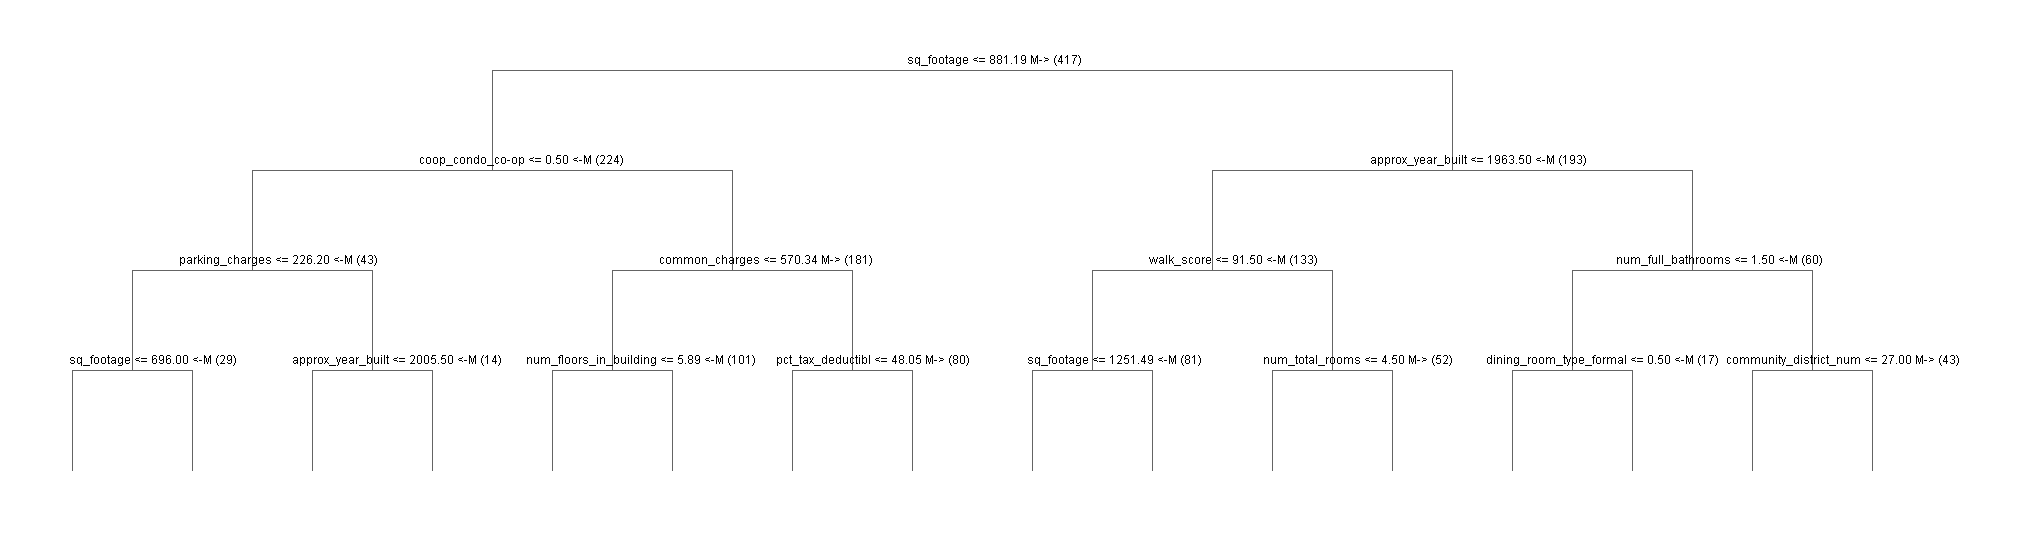 sq_footage <= 881.19 M-> (417)
coop_condo_co-op <= 0.50 <-M (224)
approx_year_built <= 1963.50 <-M (193)
parking_charges <= 226.20 <-M (43)
common_charges <= 570.34 M-> (181)
walk_score <= 91.50 <-M (133)
num_full_bathrooms <= 1.50 <-M (60)
sq_footage <= 696.00 <-M (29)
approx_year_built <= 2005.50 <-M (14)
num_floors_in_building <= 5.89 <-M (101)
pct_tax_deductibl <= 48.05 M-> (80)
sq_footage <= 1251.49 <-M (81)
num_total_rooms <= 4.50 M-> (52)
dining_room_type_formal <= 0.50 <-M (17)
community_district_num <= 27.00 M-> (43)